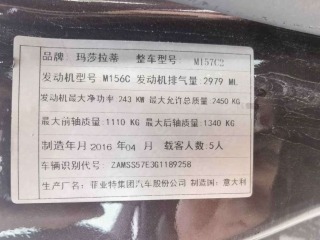 品牌 玛莎拉蒂 整车型号 M157C2
发动机型号 M156C 发动机排气量 2979 ML
发动机最大净功率 243 KW 最大允许总质量 2450 KG
最大前轴质量 1110 KG 最大后轴质量 1340 KG
制造年月 2016 年 04 月 载客人数 5人
车辆识别代号: ZAMSS57E3G1189258
生产厂名: 菲亚特集团汽车股份公司 制造国: 意大利